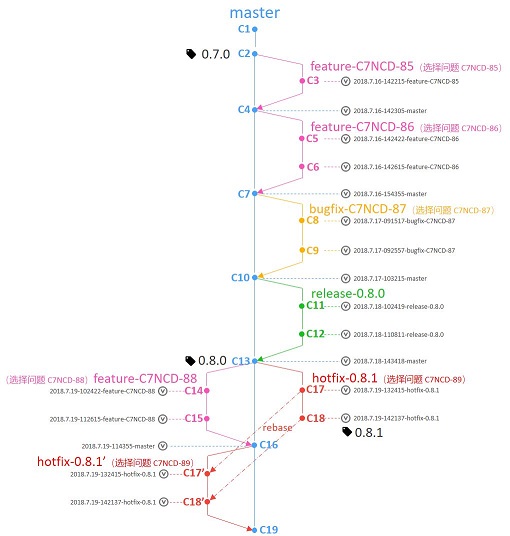 master
C1
C2
0.7.0
feature-C7NCD-85（选择问题 C7NCD-85）
C3
2018.7.16-142215-feature-C7NCD-85
C4
2018.7.16-142305-master
feature-C7NCD-86（选择问题 C7NCD-86）
C5
2018.7.16-142422-feature-C7NCD-86
C6
2018.7.16-142615-feature-C7NCD-86
C7
2018.7.16-154355-master
bugfix-C7NCD-87（选择问题 C7NCD-87）
C8
2018.7.17-091517-bugfix-C7NCD-87
C9
2018.7.17-092557-bugfix-C7NCD-87
C10
2018.7.17-103215-master
release-0.8.0
C11
2018.7.18-102419-release-0.8.0
C12
2018.7.18-110811-release-0.8.0
0.8.0
C13
2018.7.18-143418-master
（选择问题 C7NCD-88）feature-C7NCD-88
hotfix-0.8.1（选择问题 C7NCD-89）
2018.7.19-102422-feature-C7NCD-88
C14
C17
2018.7.19-132415-hotfix-0.8.1
2018.7.19-112615-feature-C7NCD-88
C15
C18
2018.7.19-142137-hotfix-0.8.1
rebase
0.8.1
2018.7.19-114355-master
C16
hotfix-0.8.1’（选择问题 C7NCD-89）
2018.7.19-132415-hotfix-0.8.1
C17’
2018.7.19-142137-hotfix-0.8.1
C18’
C19